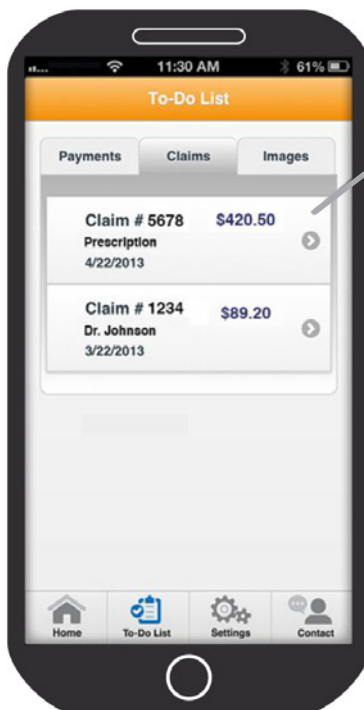 11:30 AM 61%
To-Do List
Payments Claims Images
Claim # 5678 $420.50
Prescription
4/22/2013
Claim # 1234 $89.20
Dr. Johnson
3/22/2013
Home To-Do List Settings Contact